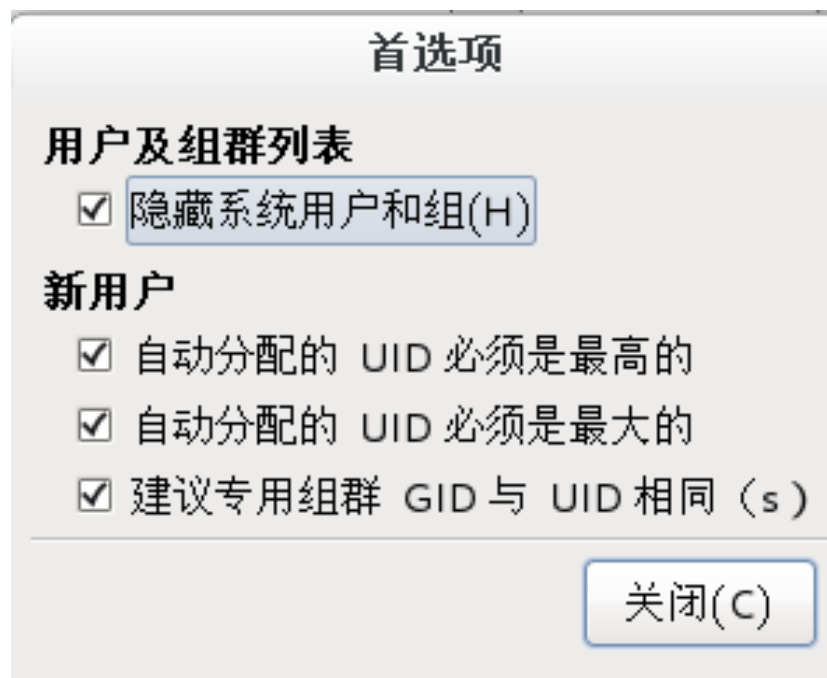 首选项
用户及组群列表
隐藏系统用户和组(H)
新用户
自动分配的 UID 必须是最高的
自动分配的 UID 必须是最大的
建议专用组群 GID 与 UID 相同（s）
关闭(C)